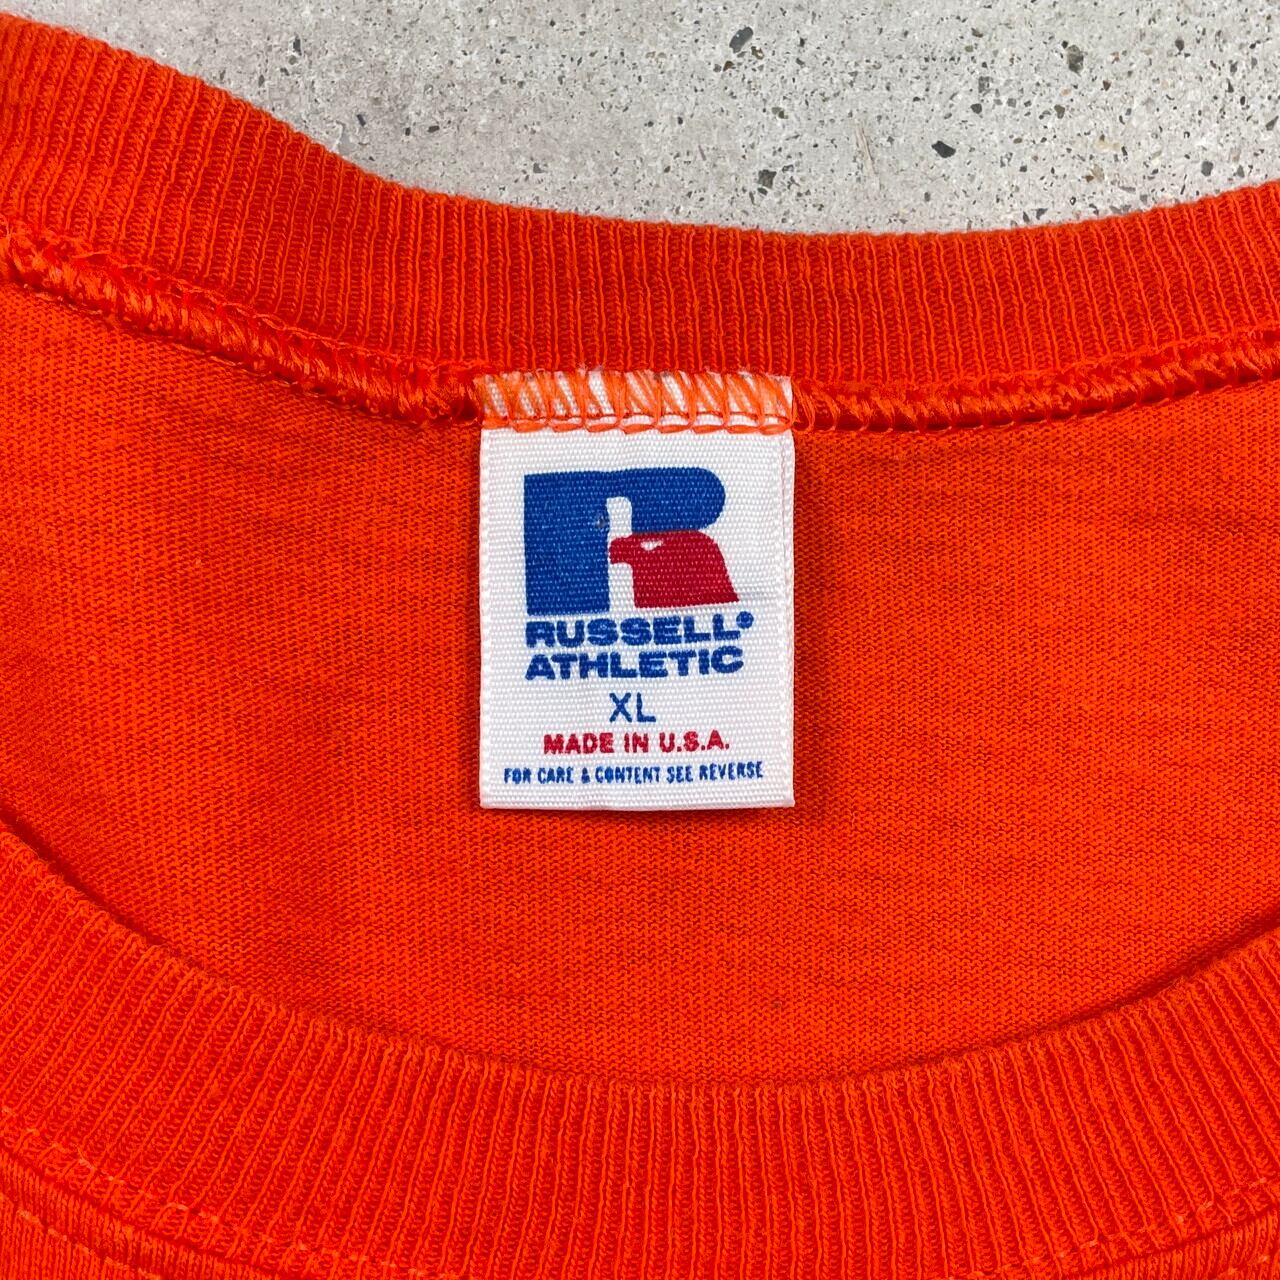 R
RUSSELL®
ATHLETIC
XL
MADE IN U.S.A.
FOR CARE & CONTENT SEE REVERSE